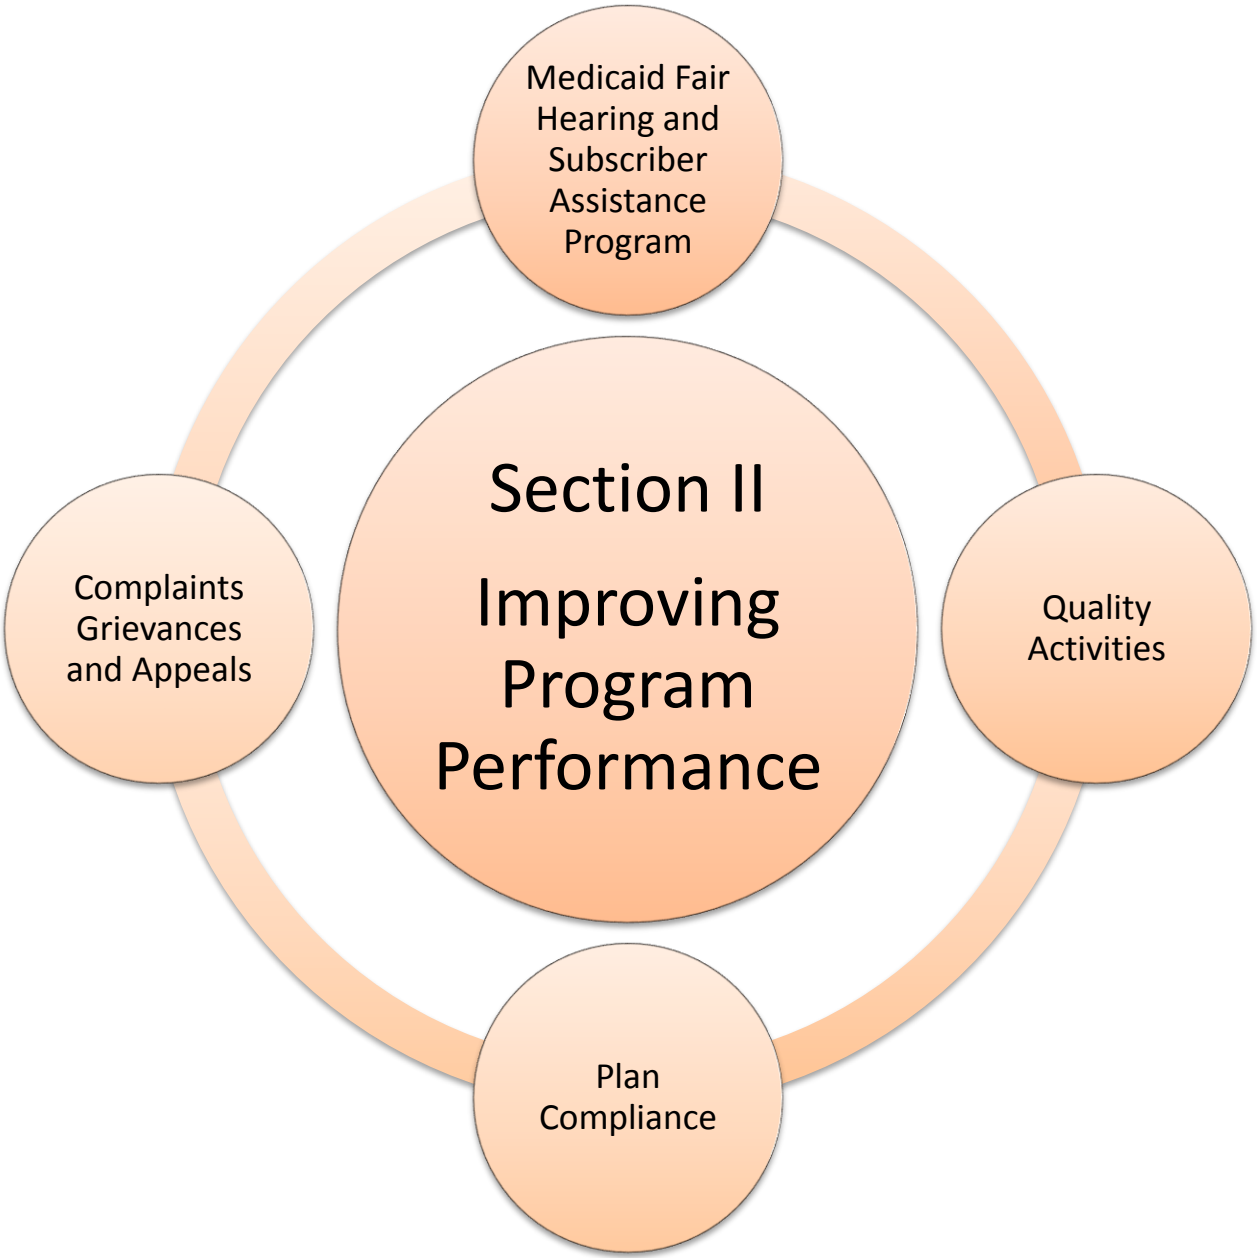 Medicaid Fair
Hearing and
Subscriber
Assistance
Program
Section II
Improving
Program
Performance
Complaints
Grievances
and Appeals
Quality
Activities
Plan
Compliance